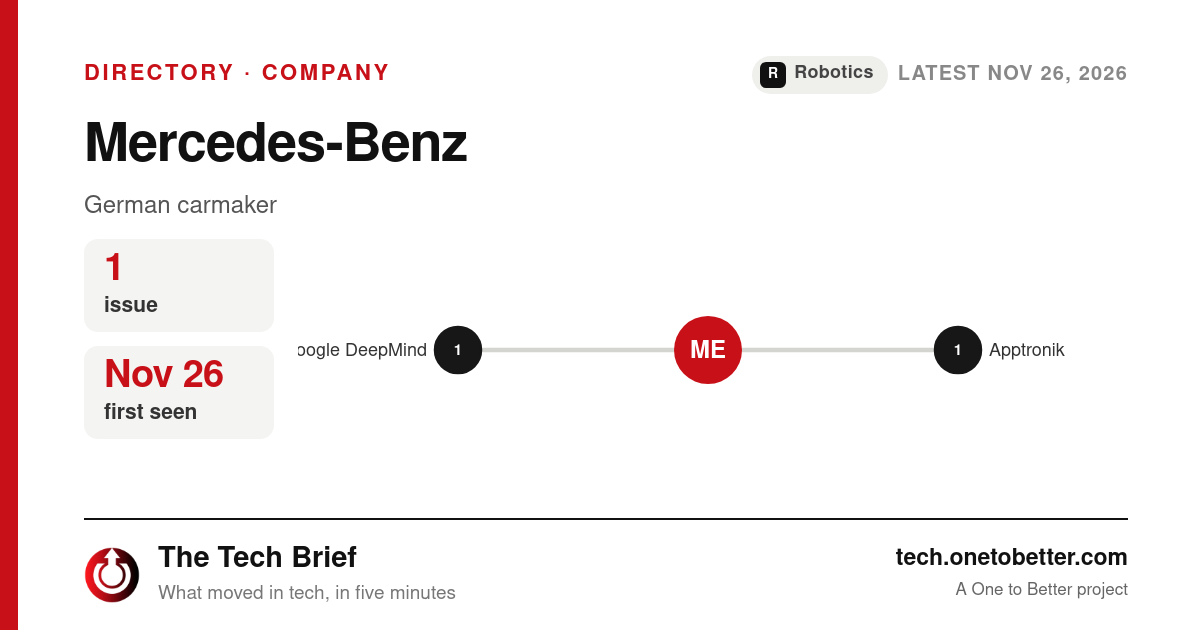 DIRECTORY · COMPANY
R Robotics LATEST NOV 26, 2026
Mercedes-Benz
German carmaker
1
issue
Nov 26
first seen
oogle DeepMind 1 ME 1 Apptronik
The Tech Brief
What moved in tech, in five minutes
tech.onetobetter.com
A One to Better project